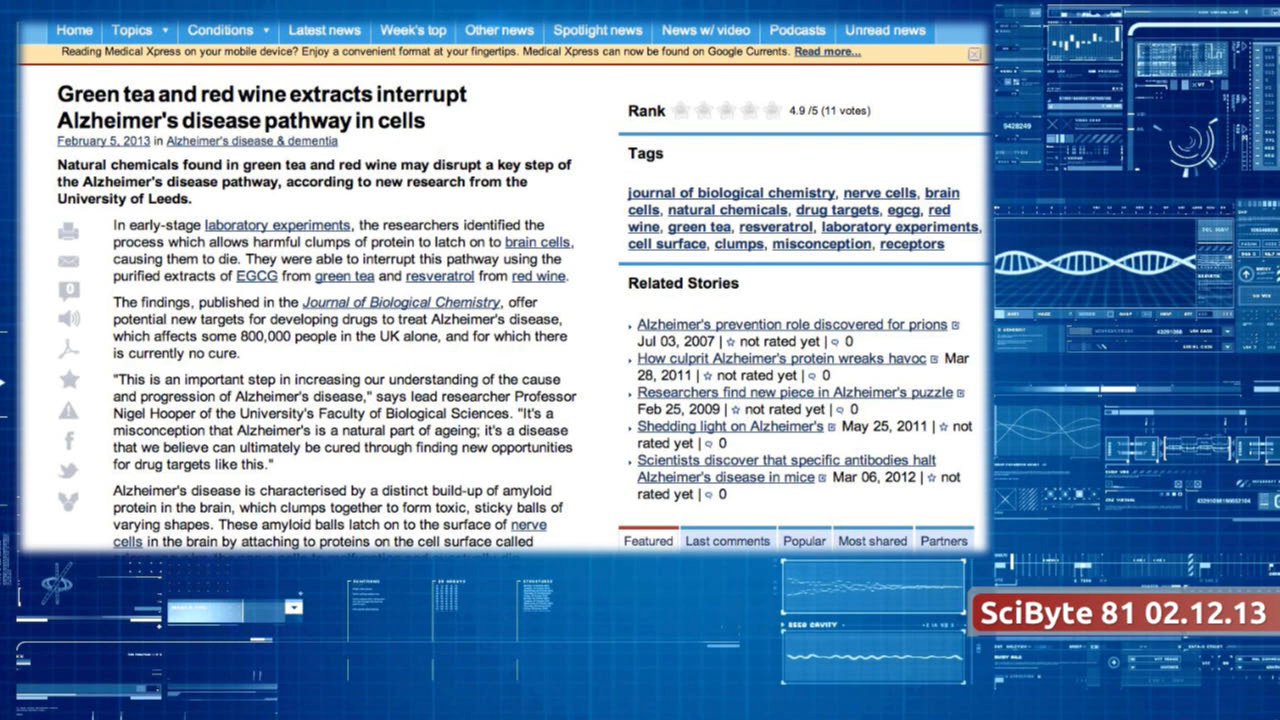 Home Topics Conditions Latest news Week's top Other news Spotlight news News w/ video Podcasts Unread news
Reading Medical Xpress on your mobile device? Enjoy a convenient format at your fingertips. Medical Xpress can now be found on Google Currents. Read more...
Green tea and red wine extracts interrupt
Alzheimer's disease pathway in cells
February 5, 2013 in Alzheimer's disease & dementia
Natural chemicals found in green tea and red wine may disrupt a key step of
the Alzheimer's disease pathway, according to new research from the
University of Leeds.
In early-stage laboratory experiments, the researchers identified the
process which allows harmful clumps of protein to latch on to brain cells,
causing them to die. They were able to interrupt this pathway using the
purified extracts of EGCG from green tea and resveratrol from red wine.
The findings, published in the Journal of Biological Chemistry, offer
potential new targets for developing drugs to treat Alzheimer's disease,
which affects some 800,000 people in the UK alone, and for which there
is currently no cure.
"This is an important step in increasing our understanding of the cause
and progression of Alzheimer's disease," says lead researcher Professor
Nigel Hooper of the University's Faculty of Biological Sciences. "It's a
misconception that Alzheimer's is a natural part of ageing; it's a disease
that we believe can ultimately be cured through finding new opportunities
for drug targets like this."
Alzheimer's disease is characterised by a distinct build-up of amyloid
protein in the brain, which clumps together to form toxic, sticky balls of
varying shapes. These amyloid balls latch on to the surface of nerve
cells in the brain by attaching to proteins on the cell surface called
0
Rank 4.9 /5 (11 votes)
Tags
journal of biological chemistry, nerve cells, brain
cells, natural chemicals, drug targets, egcg, red
wine, green tea, resveratrol, laboratory experiments,
cell surface, clumps, misconception, receptors
Related Stories
Alzheimer's prevention role discovered for prions
Jul 03, 2007 | not rated yet | 0
How culprit Alzheimer's protein wreaks havoc Mar
28, 2011 | not rated yet | 0
Researchers find new piece in Alzheimer's puzzle
Feb 25, 2009 | not rated yet | 0
Shedding light on Alzheimer's May 25, 2011 | not
rated yet | 0
Scientists discover that specific antibodies halt
Alzheimer's disease in mice Mar 06, 2012 | not
rated yet | 0
Featured Last comments Popular Most shared Partners
9428249
SciByte 81 02.12.13